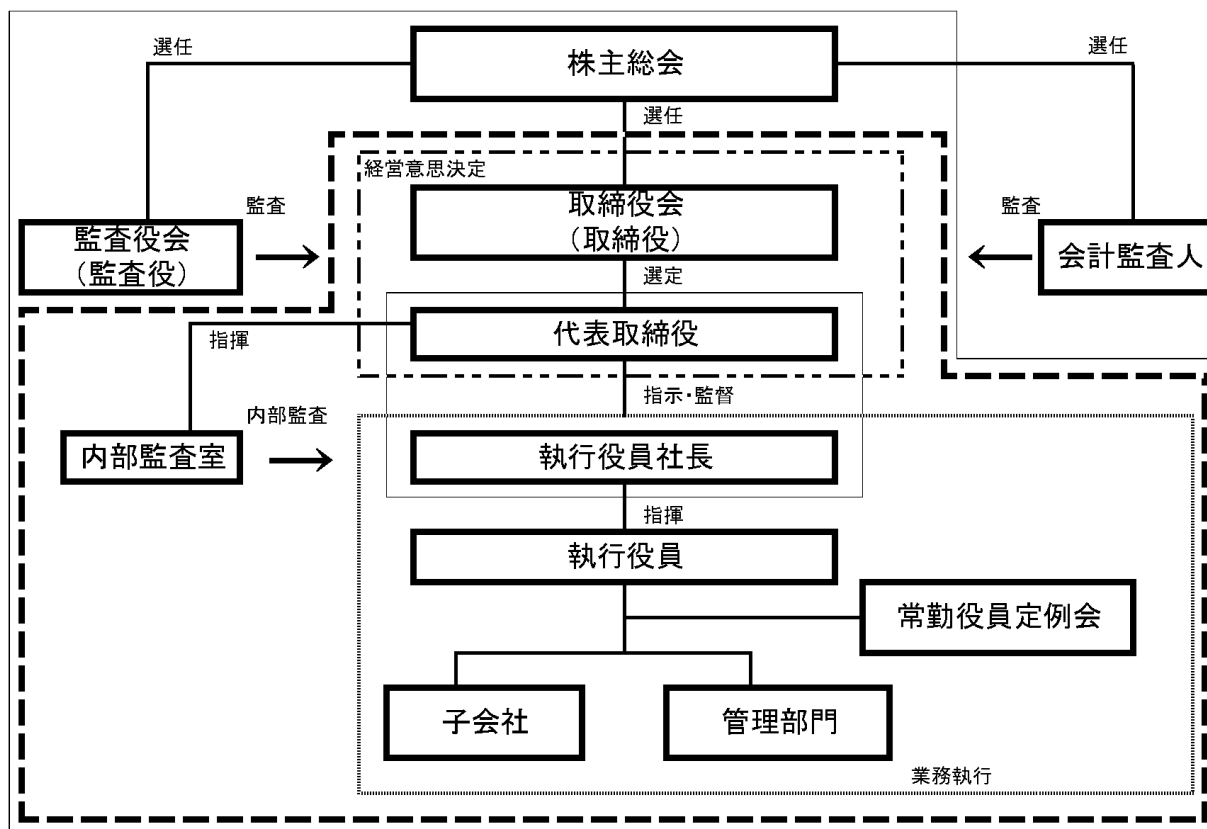 選任
株主総会
選任
選任
経営意思決定
監査
取締役会
(取締役)
監査
監査役会
(監査役)
会計監査人
選定
指揮
代表取締役
指示・監督
内部監査
内部監査室
執行役員社長
指揮
執行役員
常勤役員定例会
子会社
管理部門
業務執行